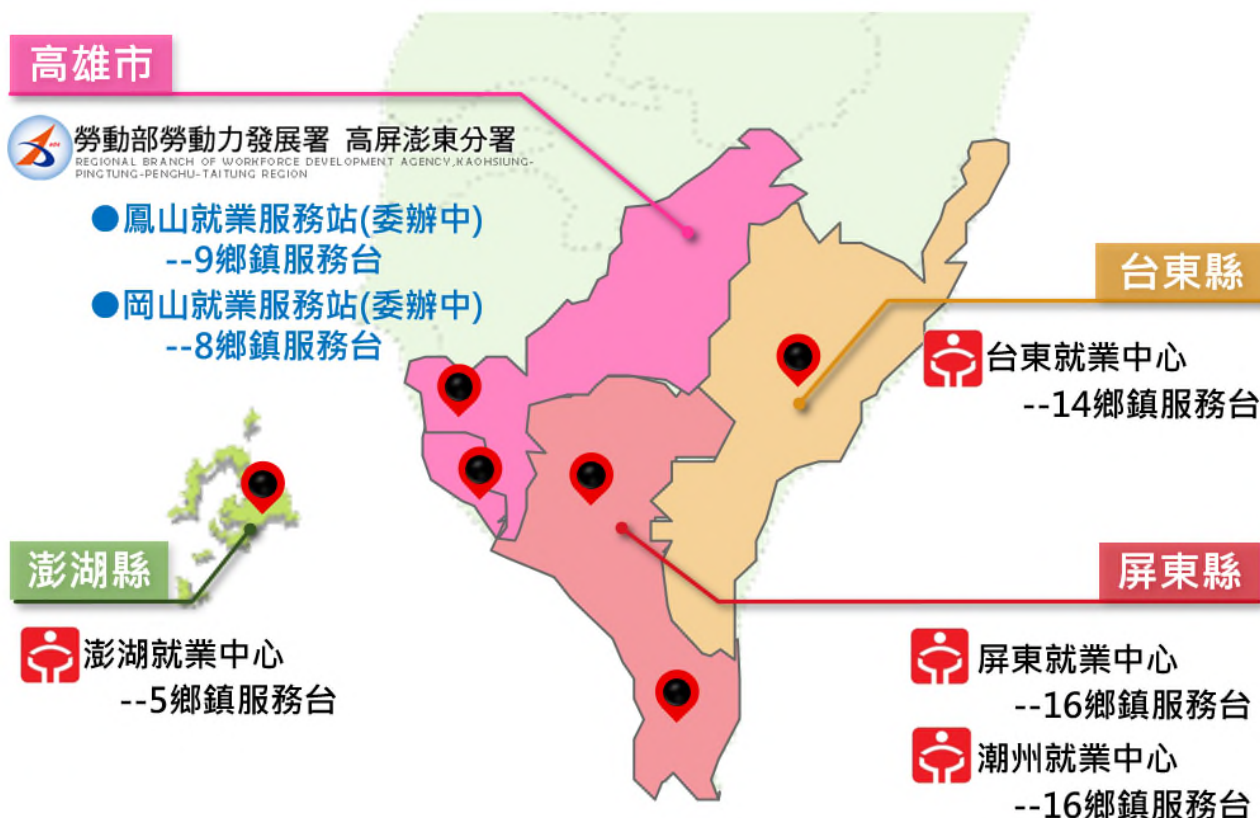 高雄市
勞動部勞動力發展署 高屏澎東分署
REGIONAL BRANCH OF WORKFORCE DEVELOPMENT AGENCY,KAOHSIUNG-
PINGTUNG-PENGHU-TAITUNG REGION
●鳳山就業服務站(委辦中)
--9鄉鎮服務台
●岡山就業服務站(委辦中)
--8鄉鎮服務台
台東縣
台東就業中心
--14鄉鎮服務台
澎湖縣
澎湖就業中心
--5鄉鎮服務台
屏東縣
屏東就業中心
--16鄉鎮服務台
潮州就業中心
--16鄉鎮服務台